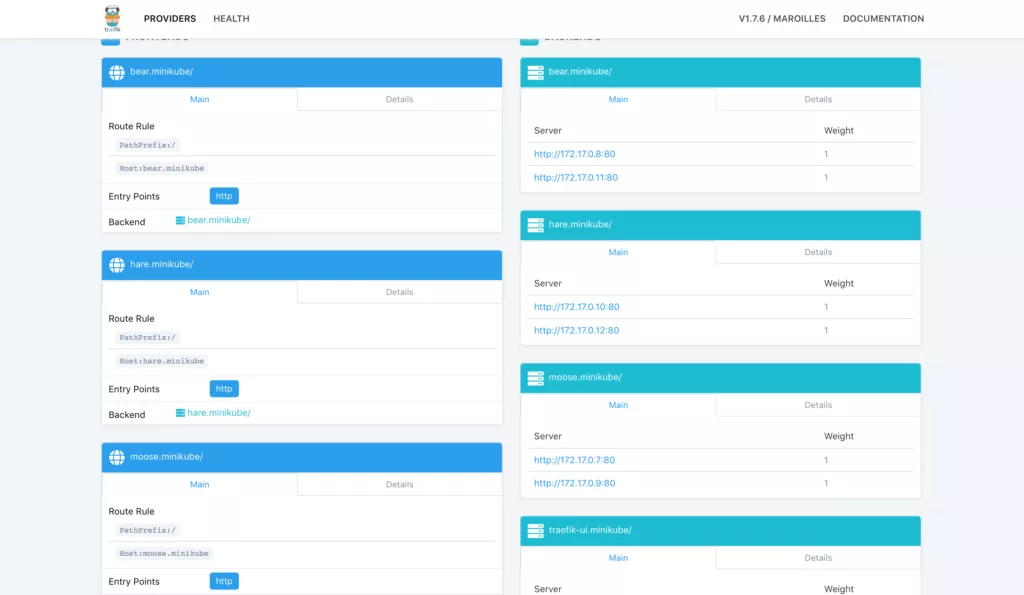 træfik
PROVIDERS HEALTH
V1.7.6 / MAROILLES DOCUMENTATION
FRONTENDS
bear.minikube/
Main Details
Route Rule
PathPrefix:/
Host:bear.minikube
Entry Points http
Backend bear.minikube/
hare.minikube/
Main Details
Route Rule
PathPrefix:/
Host:hare.minikube
Entry Points http
Backend hare.minikube/
moose.minikube/
Main Details
Route Rule
PathPrefix:/
Host:moose.minikube
Entry Points http
BACKENDS
bear.minikube/
Main Details
Server Weight
http://172.17.0.8:80 1
http://172.17.0.11:80 1
hare.minikube/
Main Details
Server Weight
http://172.17.0.10:80 1
http://172.17.0.12:80 1
moose.minikube/
Main Details
Server Weight
http://172.17.0.7:80 1
http://172.17.0.9:80 1
traefik-ui.minikube/
Main Details
Server Weight